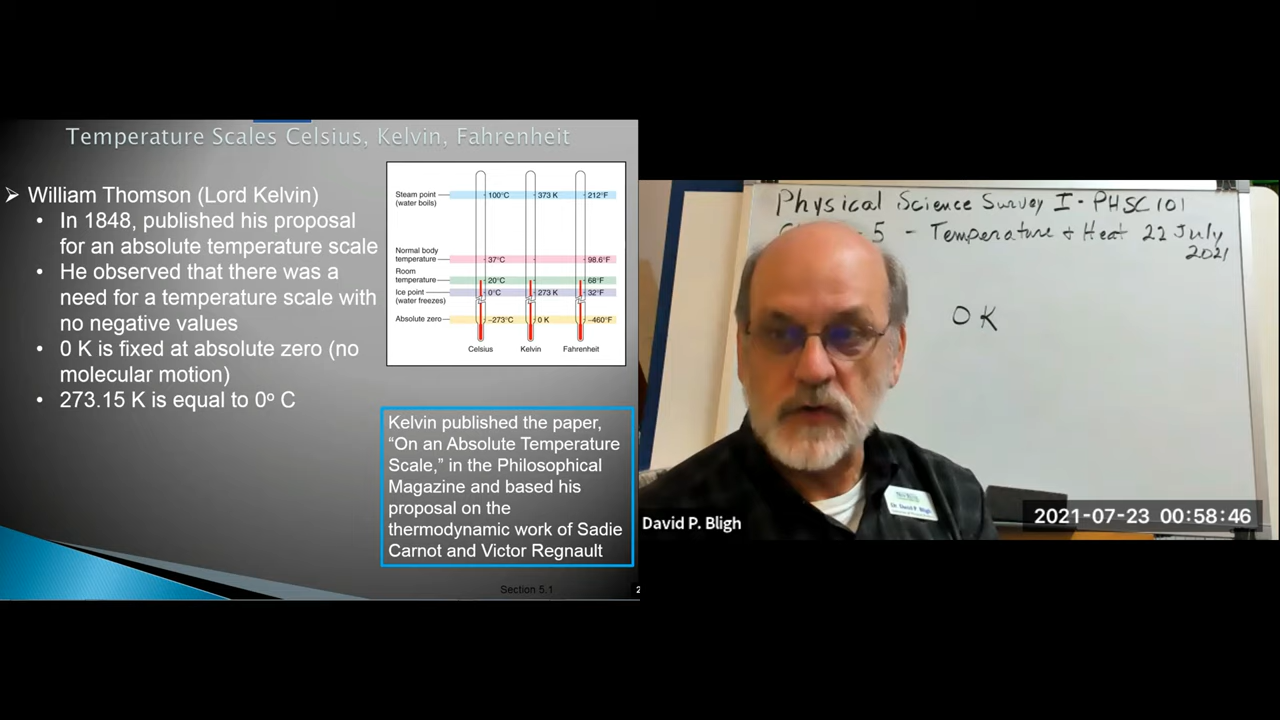 Temperature Scales Celsius, Kelvin, Fahrenheit
William Thomson (Lord Kelvin)
In 1848, published his proposal
for an absolute temperature scale
He observed that there was a
need for a temperature scale with
no negative values
0 K is fixed at absolute zero (no
molecular motion)
273.15 K is equal to 0º C
Steam point
(water boils)
100°C
373 K
212°F
Normal body
temperature
37°C
98.6°F
Room
temperature
20°C
68°F
Ice point
(water freezes)
0°C
273 K
32°F
Absolute zero
–273°C
0 K
–460°F
Celsius
Kelvin
Fahrenheit
Kelvin published the paper,
“On an Absolute Temperature
Scale,” in the Philosophical
Magazine and based his
proposal on the
thermodynamic work of Sadie
Carnot and Victor Regnault
Section 5.1
2
Physical Science Survey I - PHSC 101
5 - Temperature + Heat 22 July
2021
0 K
Dr. David P. Bligh
David P. Bligh
2021-07-23 00:58:46